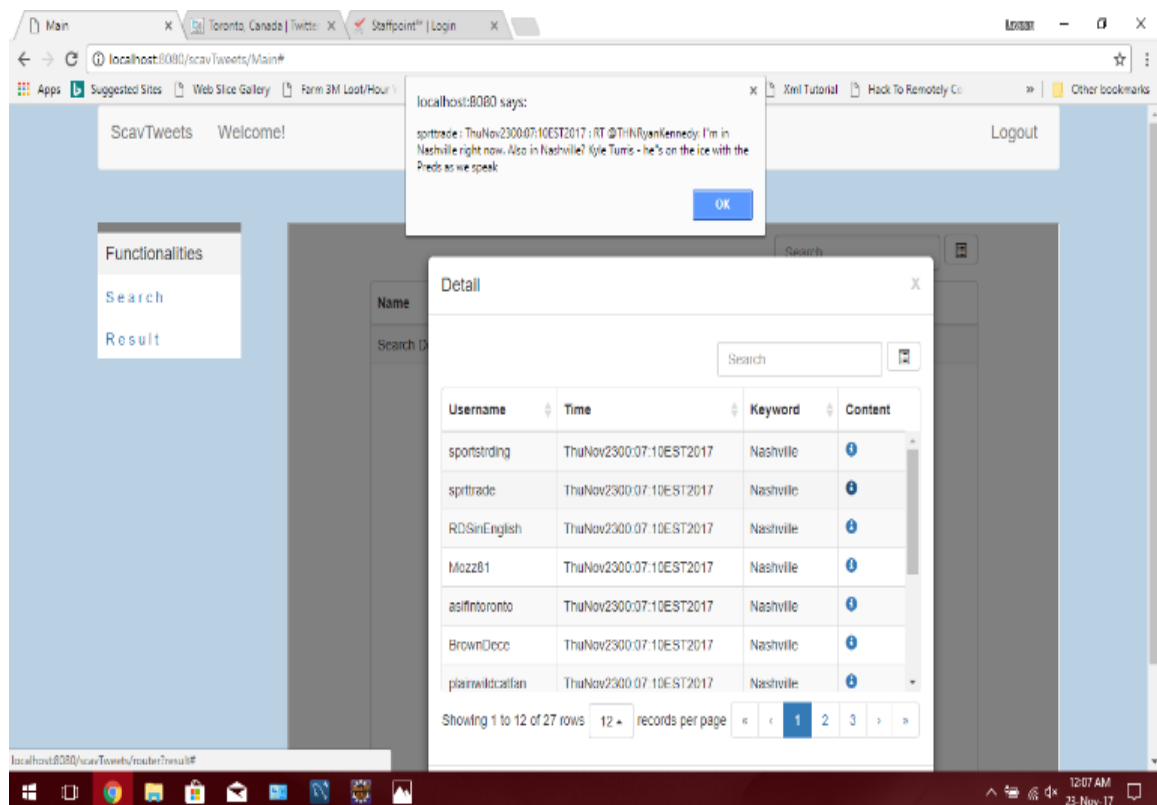 Main
Toronto, Canada | Twitter
Staffpoint | Login
localhost:8080/scavTweets/Main#
Apps
Suggested Sites
Web Slice Gallery
Farm 3M Loot/Hour
Xml Tutorial
Hack To Remotely Co
»
Other bookmarks
localhost:8080 says:
sprttrade : ThuNov2300:07:10EST2017 : RT @THNRyanKennedy: I'm in
Nashville right now. Also in Nashville? Kyle Turris - he"s on the ice with the
Preds as we speak
OK
ScavTweets Welcome!
Logout
Functionalities
Search
Result
Search
Name
Search D
Detail
X
Search
Username Time Keyword Content
sportstrding ThuNov2300:07:10EST2017 Nashville
sprttrade ThuNov2300:07:10EST2017 Nashville
RDSinEnglish ThuNov2300:07:10EST2017 Nashville
Mozz81 ThuNov2300:07:10EST2017 Nashville
asifintoronto ThuNov2300:07:10EST2017 Nashville
BrownDece ThuNov2300:07:10EST2017 Nashville
plainwildcatfan ThuNov2300:07:10EST2017 Nashville
Showing 1 to 12 of 27 rows 12 records per page « ‹ 1 2 3 › »
localhost:8080/scavTweets/router?result#
12:07 AM
23-Nov-17